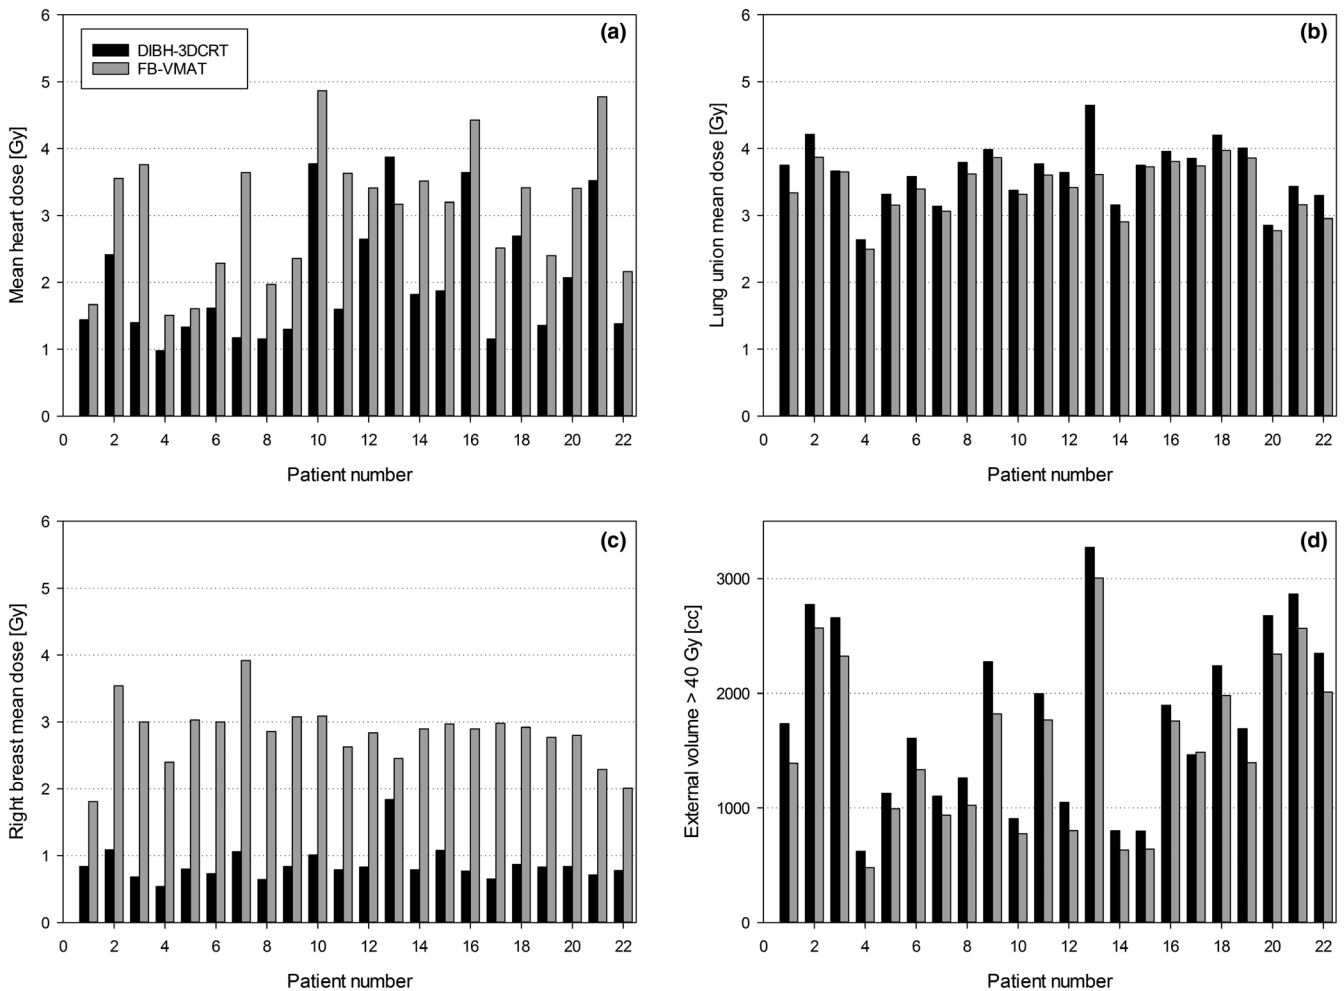 (a)
DIBH-3DCRT
FB-VMAT
Mean heart dose [Gy]
6
5
4
3
2
1
0
0 2 4 6 8 10 12 14 16 18 20 22
Patient number
(b)
Lung union mean dose [Gy]
6
5
4
3
2
1
0
0 2 4 6 8 10 12 14 16 18 20 22
Patient number
(c)
Right breast mean dose [Gy]
6
5
4
3
2
1
0
0 2 4 6 8 10 12 14 16 18 20 22
Patient number
(d)
External volume > 40 Gy [cc]
3000
2000
1000
0
0 2 4 6 8 10 12 14 16 18 20 22
Patient number